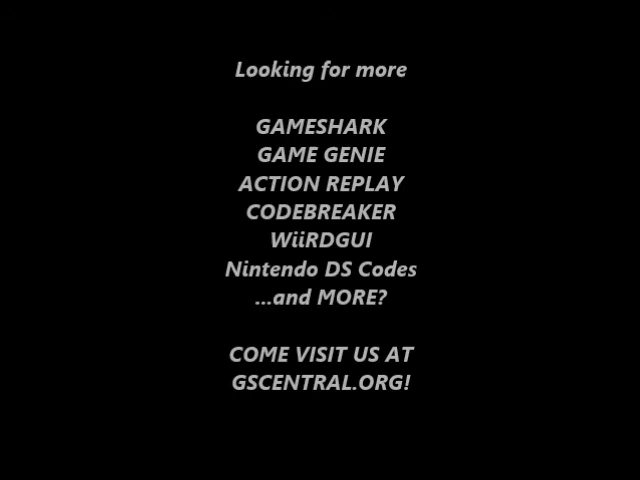 Looking for more
GAMESHARK
GAME GENIE
ACTION REPLAY
CODEBREAKER
WiiRDGUI
Nintendo DS Codes
...and MORE?
COME VISIT US AT
GSCENTRAL.ORG!